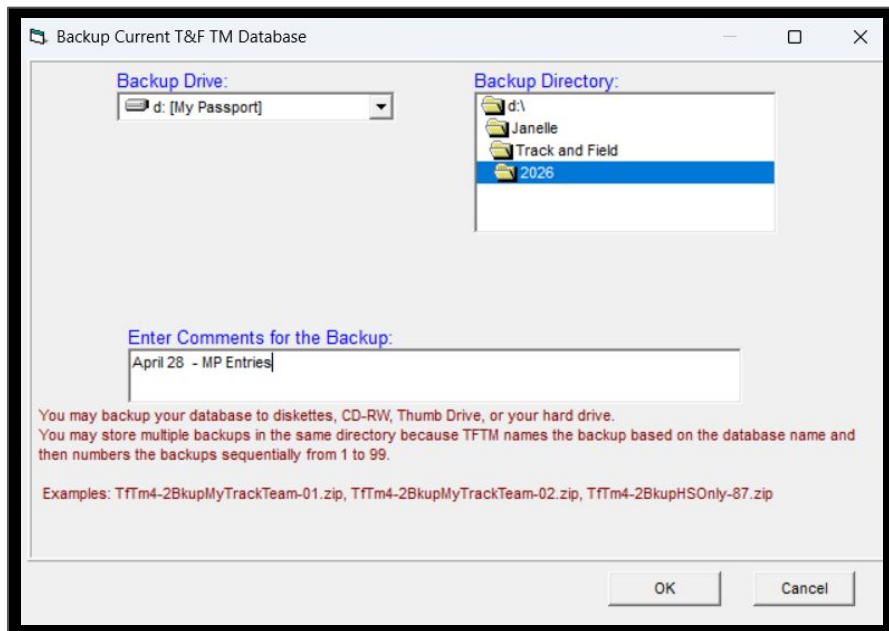 Backup Current T&F TM Database
Backup Drive:
d: [My Passport]
Backup Directory:
d:\
Janelle
Track and Field
2026
Enter Comments for the Backup:
April 28  - MP Entries
You may backup your database to diskettes, CD-RW, Thumb Drive, or your hard drive.
You may store multiple backups in the same directory because TFTM names the backup based on the database name and
then numbers the backups sequentially from 1 to 99.
Examples: TfTm4-2BkupMyTrackTeam-01.zip, TfTm4-2BkupMyTrackTeam-02.zip, TfTm4-2BkupHSOnly-87.zip
OK
Cancel